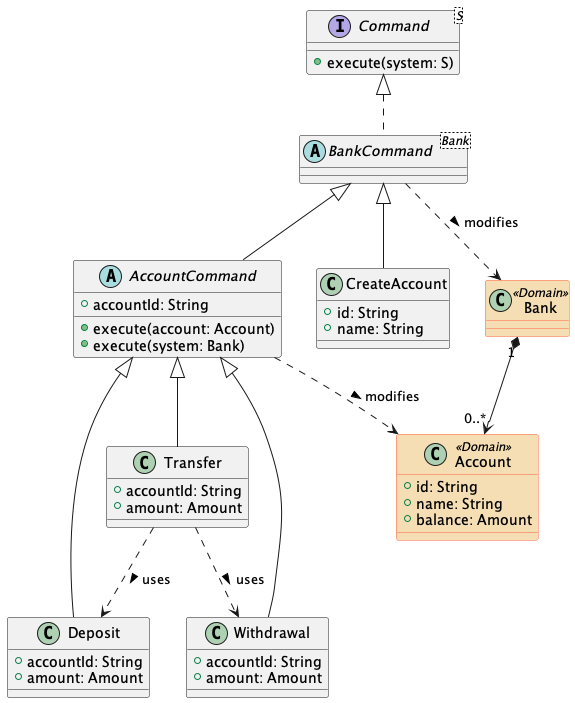 I Command S
execute(system: S)
A BankCommand Bank
modifies
A AccountCommand
accountId: String
execute(account: Account)
execute(system: Bank)
C CreateAccount
id: String
name: String
C «Domain»
Bank
1
modifies
0..*
C «Domain»
Account
id: String
name: String
balance: Amount
C Transfer
accountId: String
amount: Amount
uses
uses
C Deposit
accountId: String
amount: Amount
C Withdrawal
accountId: String
amount: Amount